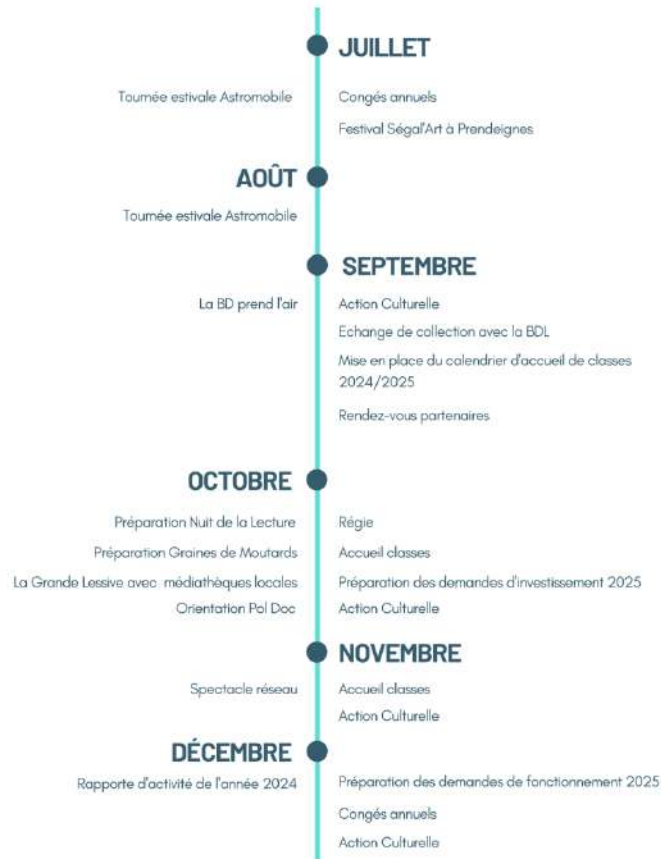 JUILLET
Tournée estivale Astromobile
Congés annuels
Festival Ségal'Art à Prendeignes
AOÛT
Tournée estivale Astromobile
SEPTEMBRE
La BD prend l'air
Action Culturelle
Echange de collection avec la BDL
Mise en place du calendrier d'accueil de classes
2024/2025
Rendez-vous partenaires
OCTOBRE
Préparation Nuit de la Lecture
Régie
Préparation Graines de Moutards
Accueil classes
La Grande Lessive avec médiathèques locales
Préparation des demandes d'investissement 2025
Orientation Pol Doc
Action Culturelle
NOVEMBRE
Spectacle réseau
Accueil classes
Action Culturelle
DÉCEMBRE
Rapporte d'activité de l'année 2024
Préparation des demandes de fonctionnement 2025
Congés annuels
Action Culturelle